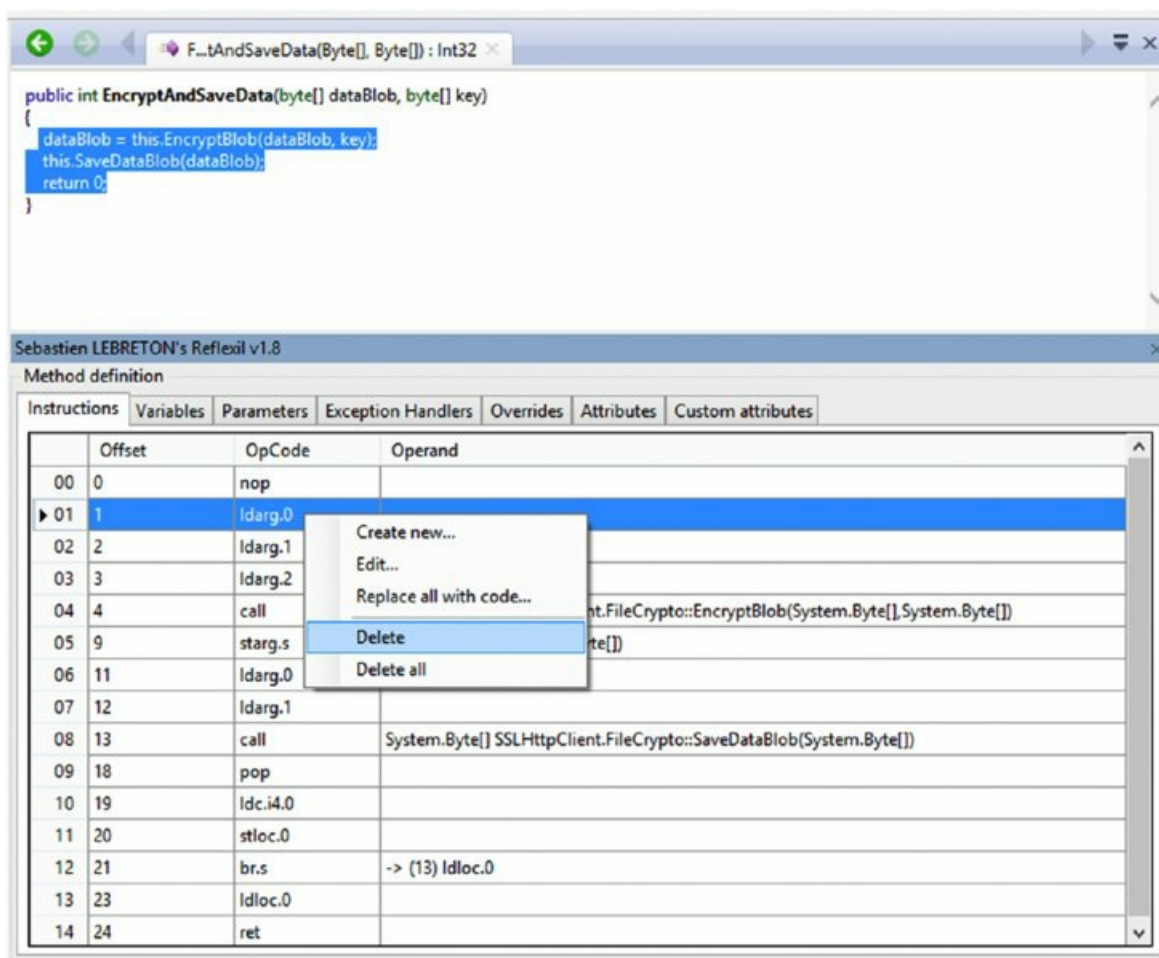 F...tAndSaveData(Byte[], Byte[]) : Int32
public int EncryptAndSaveData(byte[] dataBlob, byte[] key)
{
dataBlob = this.EncryptBlob(dataBlob, key);
this.SaveDataBlob(dataBlob);
return 0;
}
Sebastien LEBRETON's Reflexil v1.8
Method definition
Instructions Variables Parameters Exception Handlers Overrides Attributes Custom attributes
Offset OpCode Operand
00 0 nop
01 1 ldarg.0
Create new...
02 2 ldarg.1
Edit...
03 3 ldarg.2
Replace all with code...
04 4 call nt.FileCrypto::EncryptBlob(System.Byte[],System.Byte[])
Delete
05 9 starg.s rte[])
Delete all
06 11 ldarg.0
07 12 ldarg.1
08 13 call System.Byte[] SSLHttpClient.FileCrypto::SaveDataBlob(System.Byte[])
09 18 pop
10 19 ldc.i4.0
11 20 stloc.0
12 21 br.s -> (13) ldloc.0
13 23 ldloc.0
14 24 ret